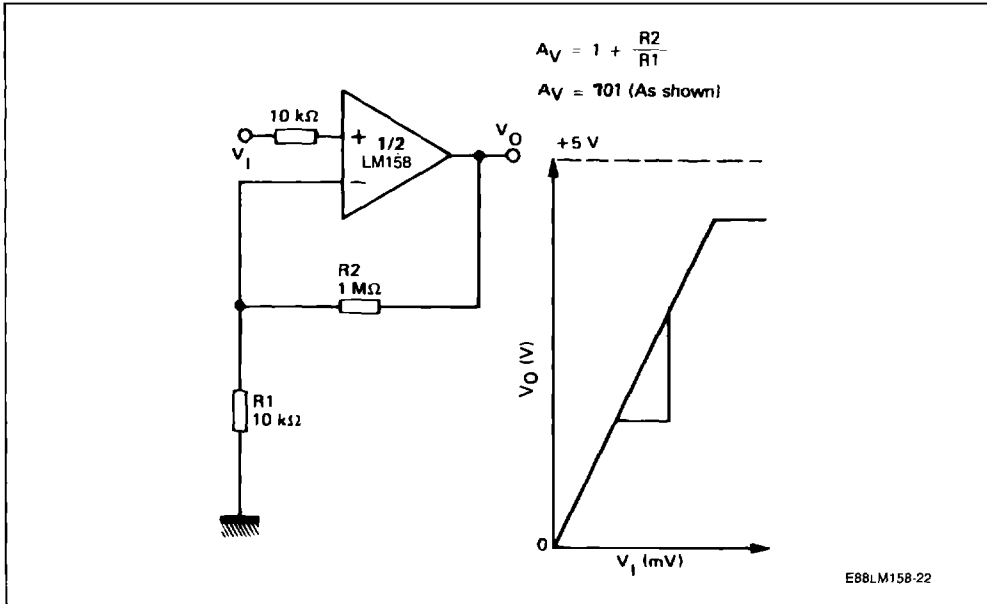 A_V = 1 + R2/R1
A_V = 101 (As shown)
10 kΩ
V_I
+
1/2
LM158
−
V_O
R2
1 MΩ
R1
10 kΩ
+5 V
V_O (V)
0
V_I (mV)
E88LM158-22